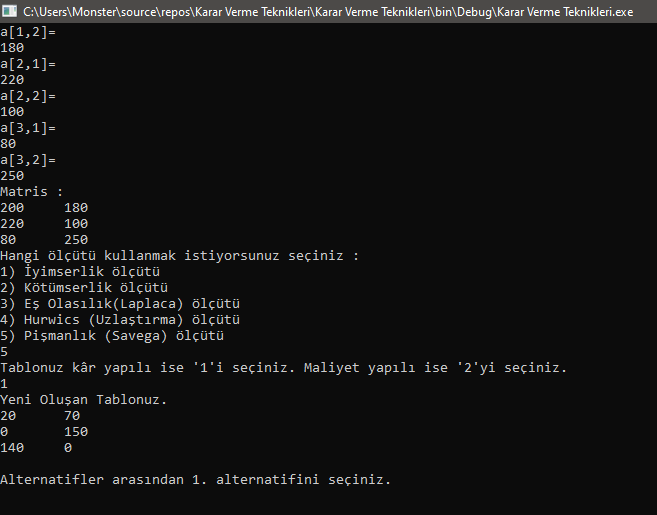 C:\Users\Monster\source\repos\Karar Verme Teknikleri\Karar Verme Teknikleri\bin\Debug\Karar Verme Teknikleri.exe
a[1,2]=
180
a[2,1]=
220
a[2,2]=
100
a[3,1]=
80
a[3,2]=
250
Matris :
200 180
220 100
80 250
Hangi ölçütü kullanmak istiyorsunuz seçiniz :
1) İyimserlik ölçütü
2) Kötümserlik ölçütü
3) Eş Olasılık(Laplaca) ölçütü
4) Hurwics (Uzlaştırma) ölçütü
5) Pişmanlık (Savega) ölçütü
5
Tablonuz kâr yapılı ise '1'i seçiniz. Maliyet yapılı ise '2'yi seçiniz.
1
Yeni Oluşan Tablonuz.
20 70
0 150
140 0
Alternatifler arasından 1. alternatifini seçiniz.